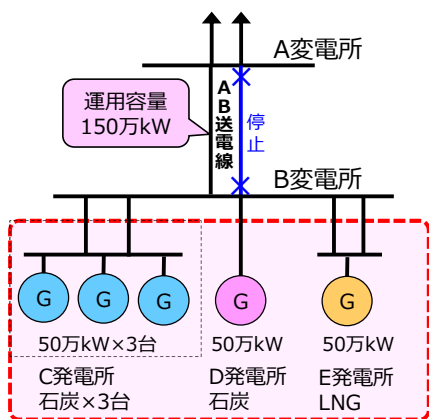 A変電所
運用容量
150万kW
AB送電線
停止
B変電所
G
G
G
G
G
50万kW×3台
50万kW
50万kW
C発電所
石炭×3台
D発電所
石炭
E発電所
LNG